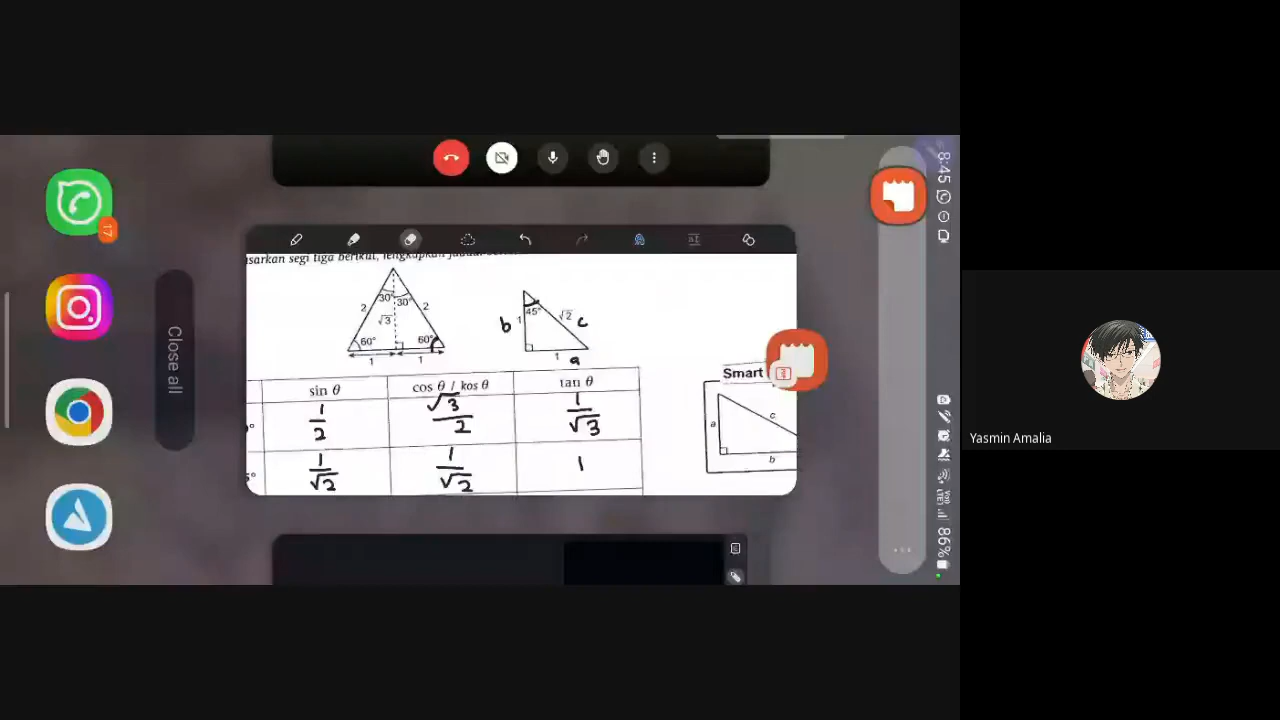 17
Close all
asarkan segi tiga berikut, lengkapkan
30° 30°
2 2
√3
60° 60°
1 1
45°
b 1 √2 c
1 a
Smart
sin θ cos θ / kos θ tan θ
1/2 √3/2 1/√3
1/√2 1/√2 1
a c
b
8:45
86%
Yasmin Amalia